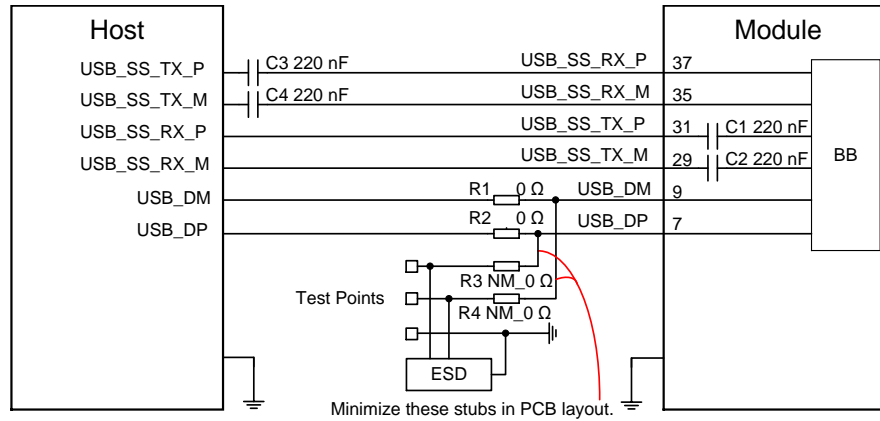 Host
Module
USB_SS_TX_P
C3 220 nF
USB_SS_RX_P
37
USB_SS_TX_M
C4 220 nF
USB_SS_RX_M
35
USB_SS_RX_P
USB_SS_TX_P
31
C1 220 nF
USB_SS_RX_M
USB_SS_TX_M
29
C2 220 nF
BB
USB_DM
R1
0 Ω
USB_DM
9
USB_DP
R2
0 Ω
USB_DP
7
R3 NM_0 Ω
Test Points
R4 NM_0 Ω
ESD
Minimize these stubs in PCB layout.